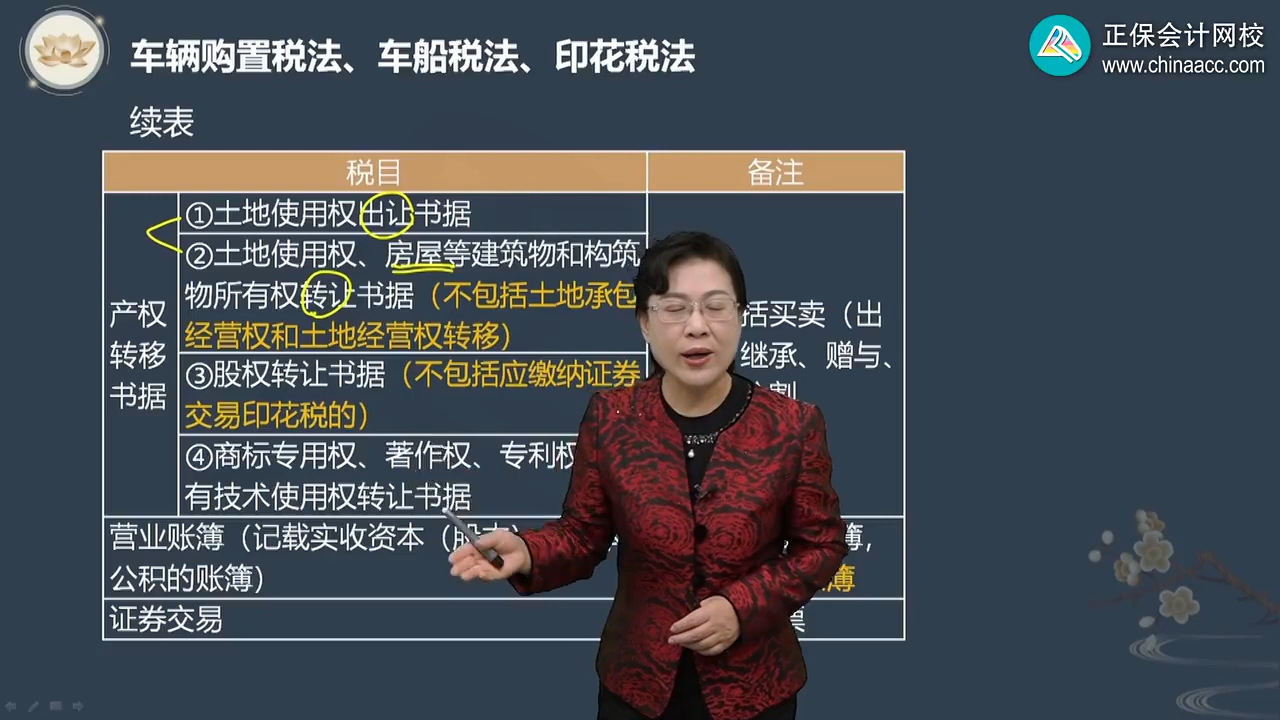 车辆购置税法、车船税法、印花税法
正保会计网校
www.chinaacc.com
续表
税目
备注
产权
转移
书据
①土地使用权出让书据
②土地使用权、房屋等建筑物和构筑
物所有权转让书据（不包括土地承包
经营权和土地经营权转移）
③股权转让书据（不包括应缴纳证券
交易印花税的）
④商标专用权、著作权、专利权
有技术使用权转让书据
括买卖（出
继承、赠与、
营业账簿（记载实收资本（股本）
公积的账簿）
簿，
簿
证券交易